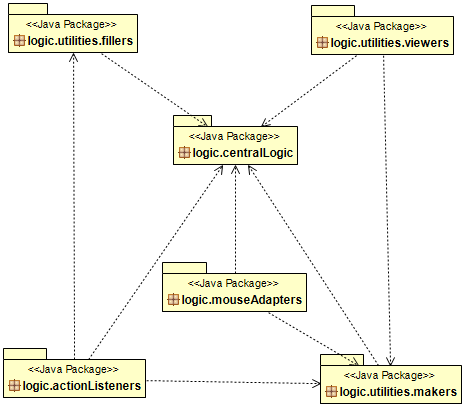 <<Java Package>>
logic.utilities.fillers
<<Java Package>>
logic.utilities.viewers
<<Java Package>>
logic.centralLogic
<<Java Package>>
logic.mouseAdapters
<<Java Package>>
logic.actionListeners
<<Java Package>>
logic.utilities.makers